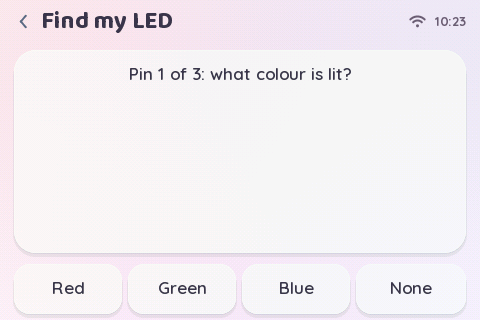 Find my LED
10:23
Pin 1 of 3: what colour is lit?
Red
Green
Blue
None